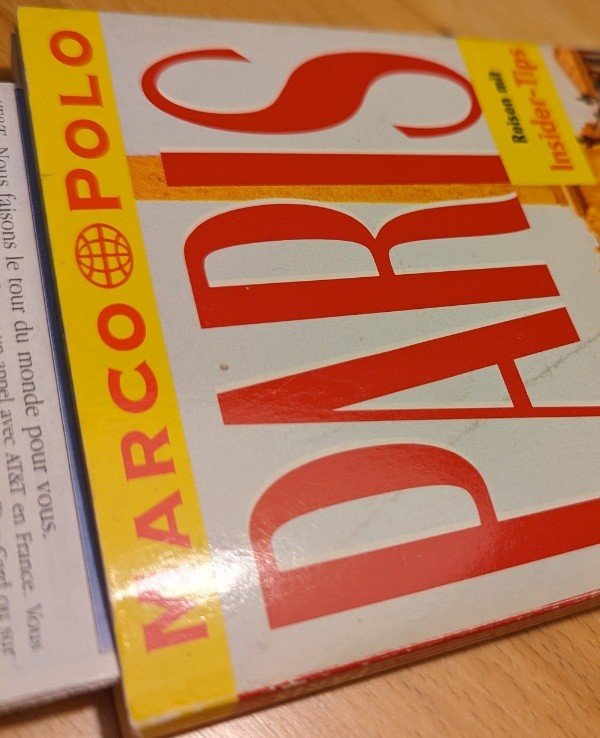 MARCO POLO
PARIS
Reisen mit
Insider-Tips
Nous faisons le tour du monde pour vous.
appel avec AT&T en France. Vous